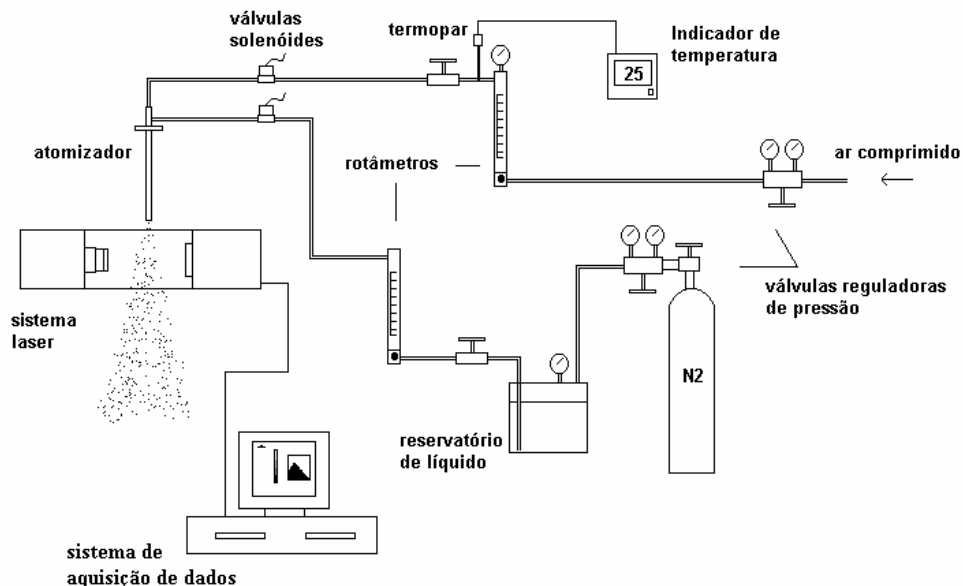 válvulas
solenóides
termopar
Indicador de
temperatura
25
atomizador
rotâmetros
ar comprimido
sistema
laser
válvulas reguladoras
de pressão
N2
reservatório
de líquido
sistema de
aquisição de dados